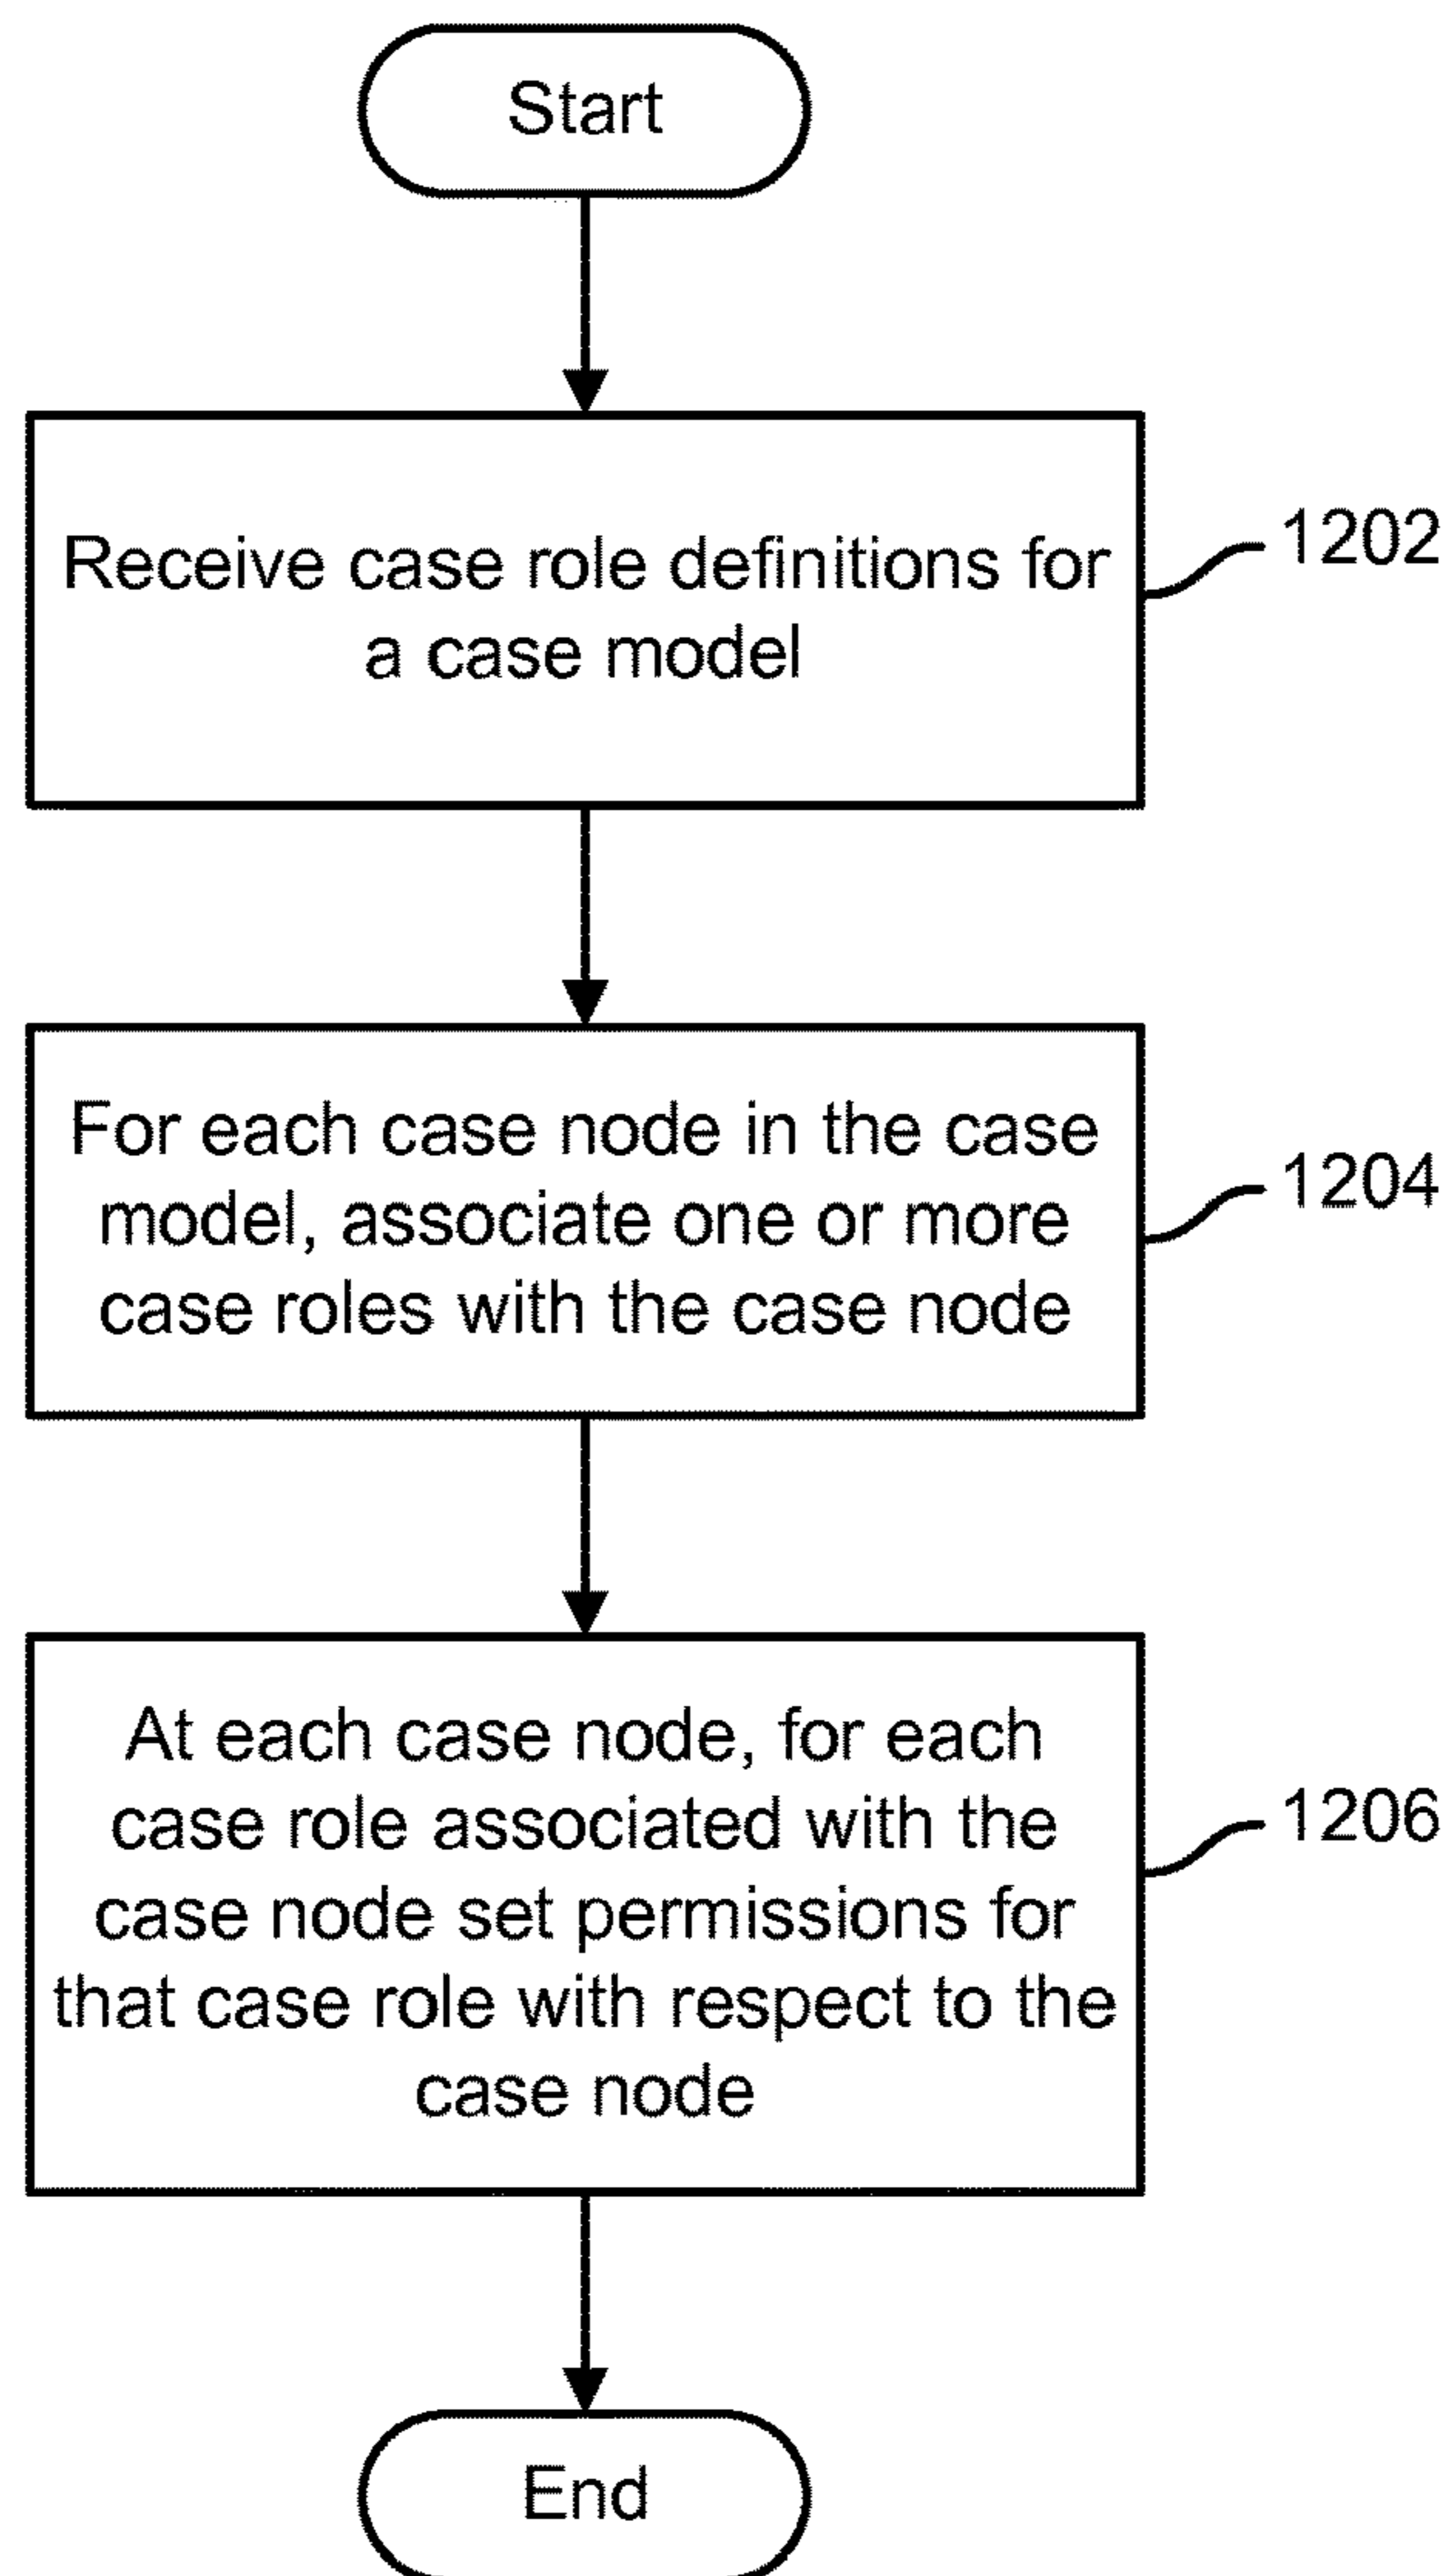 Start
Receive case role definitions for
a case model
1202
For each case node in the case
model, associate one or more
case roles with the case node
1204
At each case node, for each
case role associated with the
case node set permissions for
that case role with respect to the
case node
1206
End